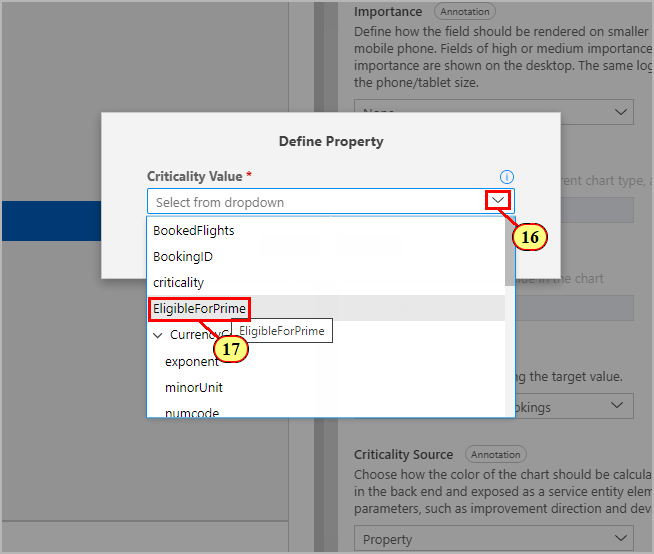 Importance Annotation
Define how the field should be rendered on smaller
mobile phone. Fields of high or medium importance
importance are shown on the desktop. The same log
the phone/tablet size.
None
Define Property
Criticality Value *
Select from dropdown
16
BookedFlights
BookingID
criticality
EligibleForPrime
17
EligibleForPrime
exponent
minorUnit
numcode
rent chart type, a
in the chart
ng the target value.
okings
Criticality Source Annotation
Choose how the color of the chart should be calcula
in the back end and exposed as a service entity elem
parameters, such as improvement direction and dev
Property